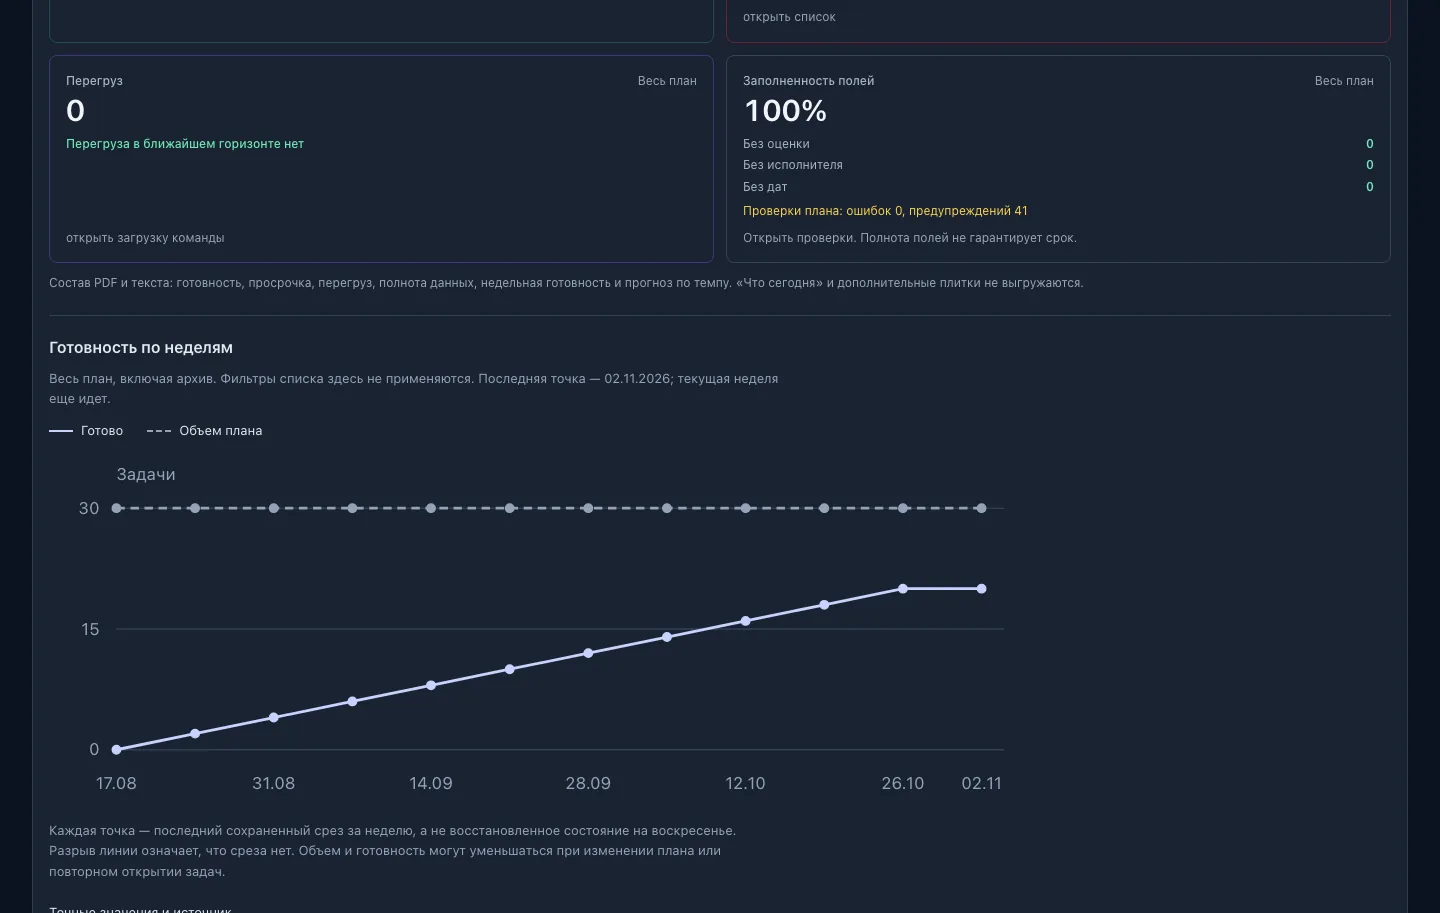 открыть список
Перегруз
Весь план
0
Перегруза в ближайшем горизонте нет
открыть загрузку команды
Заполненность полей
Весь план
100%
Без оценки
0
Без исполнителя
0
Без дат
0
Проверки плана: ошибок 0, предупреждений 41
Открыть проверки. Полнота полей не гарантирует срок.
Состав PDF и текста: готовность, просрочка, перегруз, полнота данных, недельная готовность и прогноз по темпу. «Что сегодня» и дополнительные плитки не выгружаются.
Готовность по неделям
Весь план, включая архив. Фильтры списка здесь не применяются. Последняя точка — 02.11.2026; текущая неделя
еще идет.
Готово
Объем плана
Задачи
30
15
0
17.08
31.08
14.09
28.09
12.10
26.10
02.11
Каждая точка — последний сохраненный срез за неделю, а не восстановленное состояние на воскресенье.
Разрыв линии означает, что среза нет. Объем и готовность могут уменьшаться при изменении плана или
повторном открытии задач.
Точные значения и источник